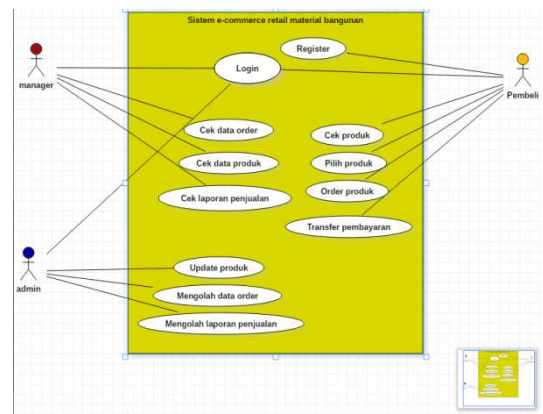 Sistem e-commerce retail material bangunan
Register
Login
manager
Pembeli
Cek data order
Cek produk
Cek data produk
Pilih produk
Cek laporan penjualan
Order produk
Transfer pembayaran
admin
Update produk
Mengolah data order
Mengolah laporan penjualan